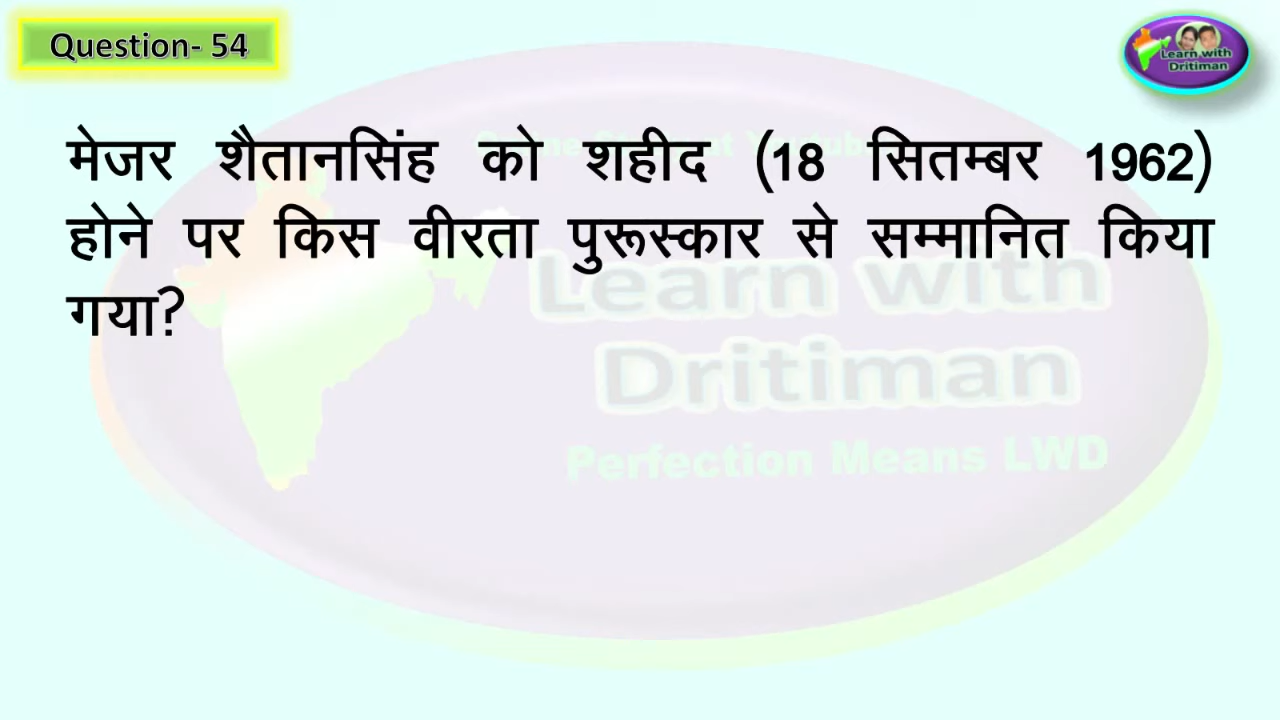 Question- 54
Learn with
Dritiman
मेजर शैतानसिंह को शहीद (18 सितम्बर 1962)
होने पर किस वीरता पुरूस्कार से सम्मानित किया
गया?
Learn with
Dritiman
Perfection Means LWD